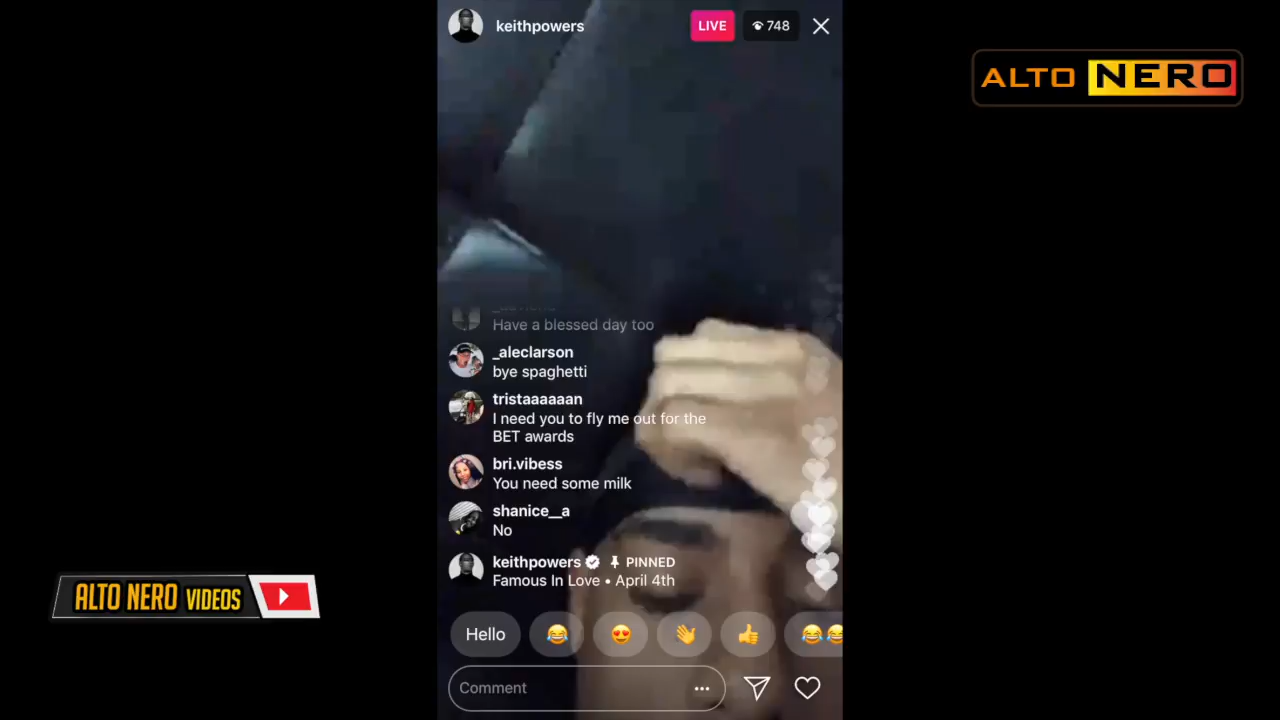 keithpowers
LIVE
748
ALTO NERO
Have a blessed day too
_aleclarson
bye spaghetti
tristaaaaaan
I need you to fly me out for the
BET awards
bri.vibess
You need some milk
shanice__a
No
keithpowers PINNED
Famous In Love • April 4th
ALTO NERO VIDEOS
Hello
Comment